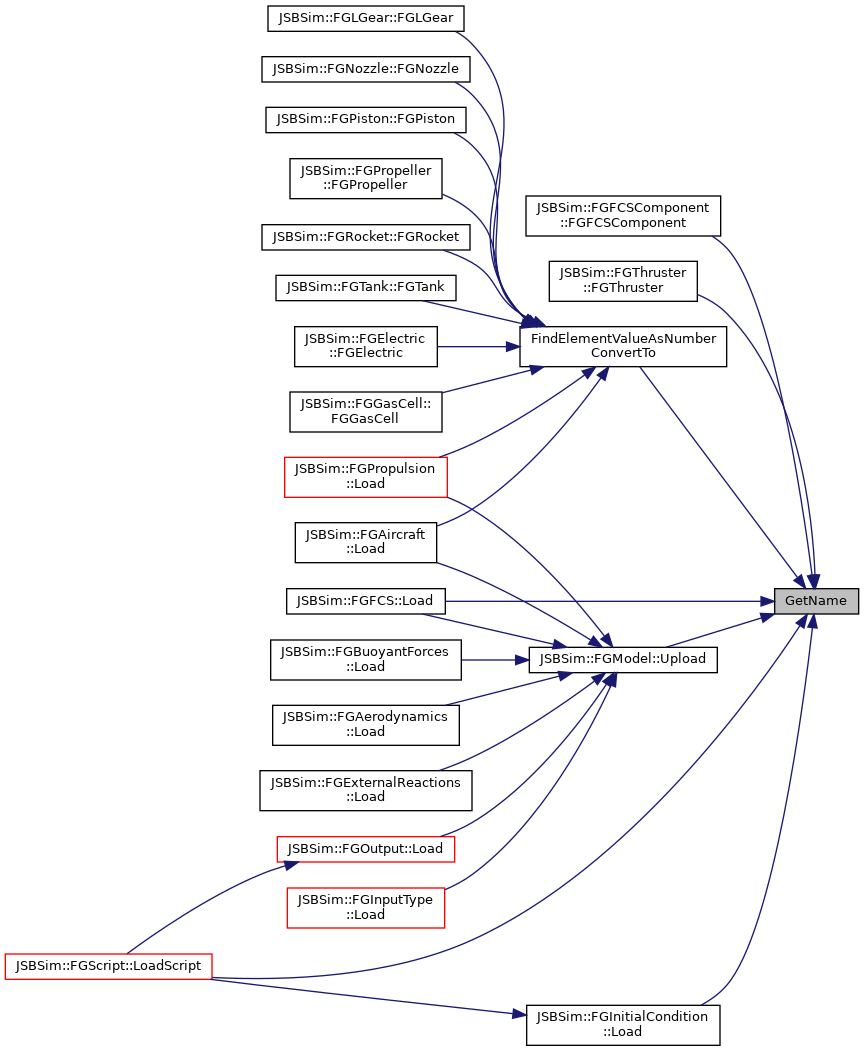 JSBSim::FGLGear::FGLGear
JSBSim::FGNozzle::FGNozzle
JSBSim::FGPiston::FGPiston
JSBSim::FGPropeller
::FGPropeller
JSBSim::FGRocket::FGRocket
JSBSim::FGTank::FGTank
JSBSim::FGElectric
::FGElectric
JSBSim::FGGasCell::
FGGasCell
JSBSim::FGPropulsion
::Load
JSBSim::FGAircraft
::Load
JSBSim::FGFCS::Load
JSBSim::FGBuoyantForces
::Load
JSBSim::FGAerodynamics
::Load
JSBSim::FGExternalReactions
::Load
JSBSim::FGOutput::Load
JSBSim::FGInputType
::Load
JSBSim::FGScript::LoadScript
JSBSim::FGFCSComponent
::FGFCSComponent
JSBSim::FGThruster
::FGThruster
FindElementValueAsNumber
ConvertTo
JSBSim::FGModel::Upload
JSBSim::FGInitialCondition
::Load
GetName